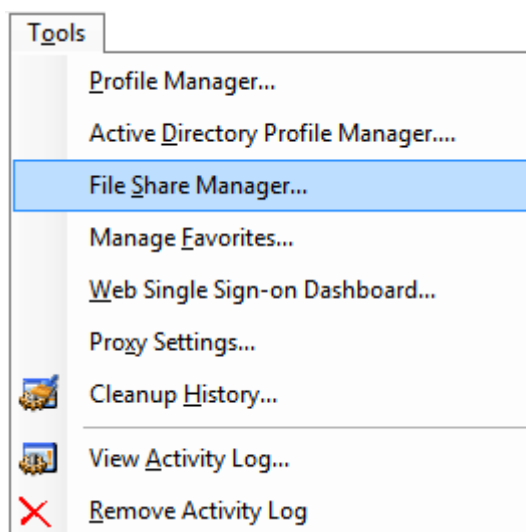 Tools
Profile Manager...
Active Directory Profile Manager....
File Share Manager...
Manage Favorites...
Web Single Sign-on Dashboard...
Proxy Settings...
Cleanup History...
View Activity Log...
Remove Activity Log